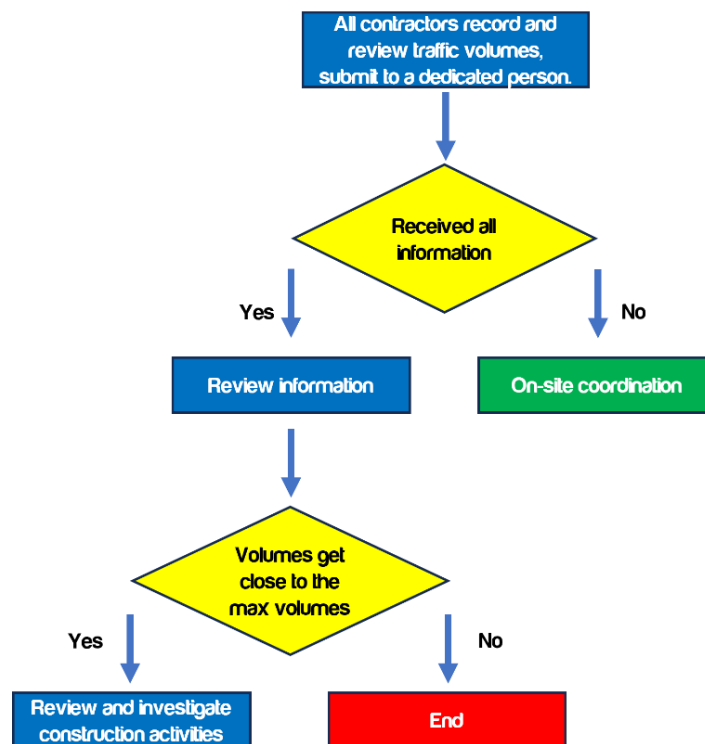 All contractors record and
review traffic volumes,
submit to a dedicated person.
Received all
information
Yes
No
Review information
On-site coordination
Volumes get
close to the
max volumes
Yes
No
Review and investigate
construction activities
End